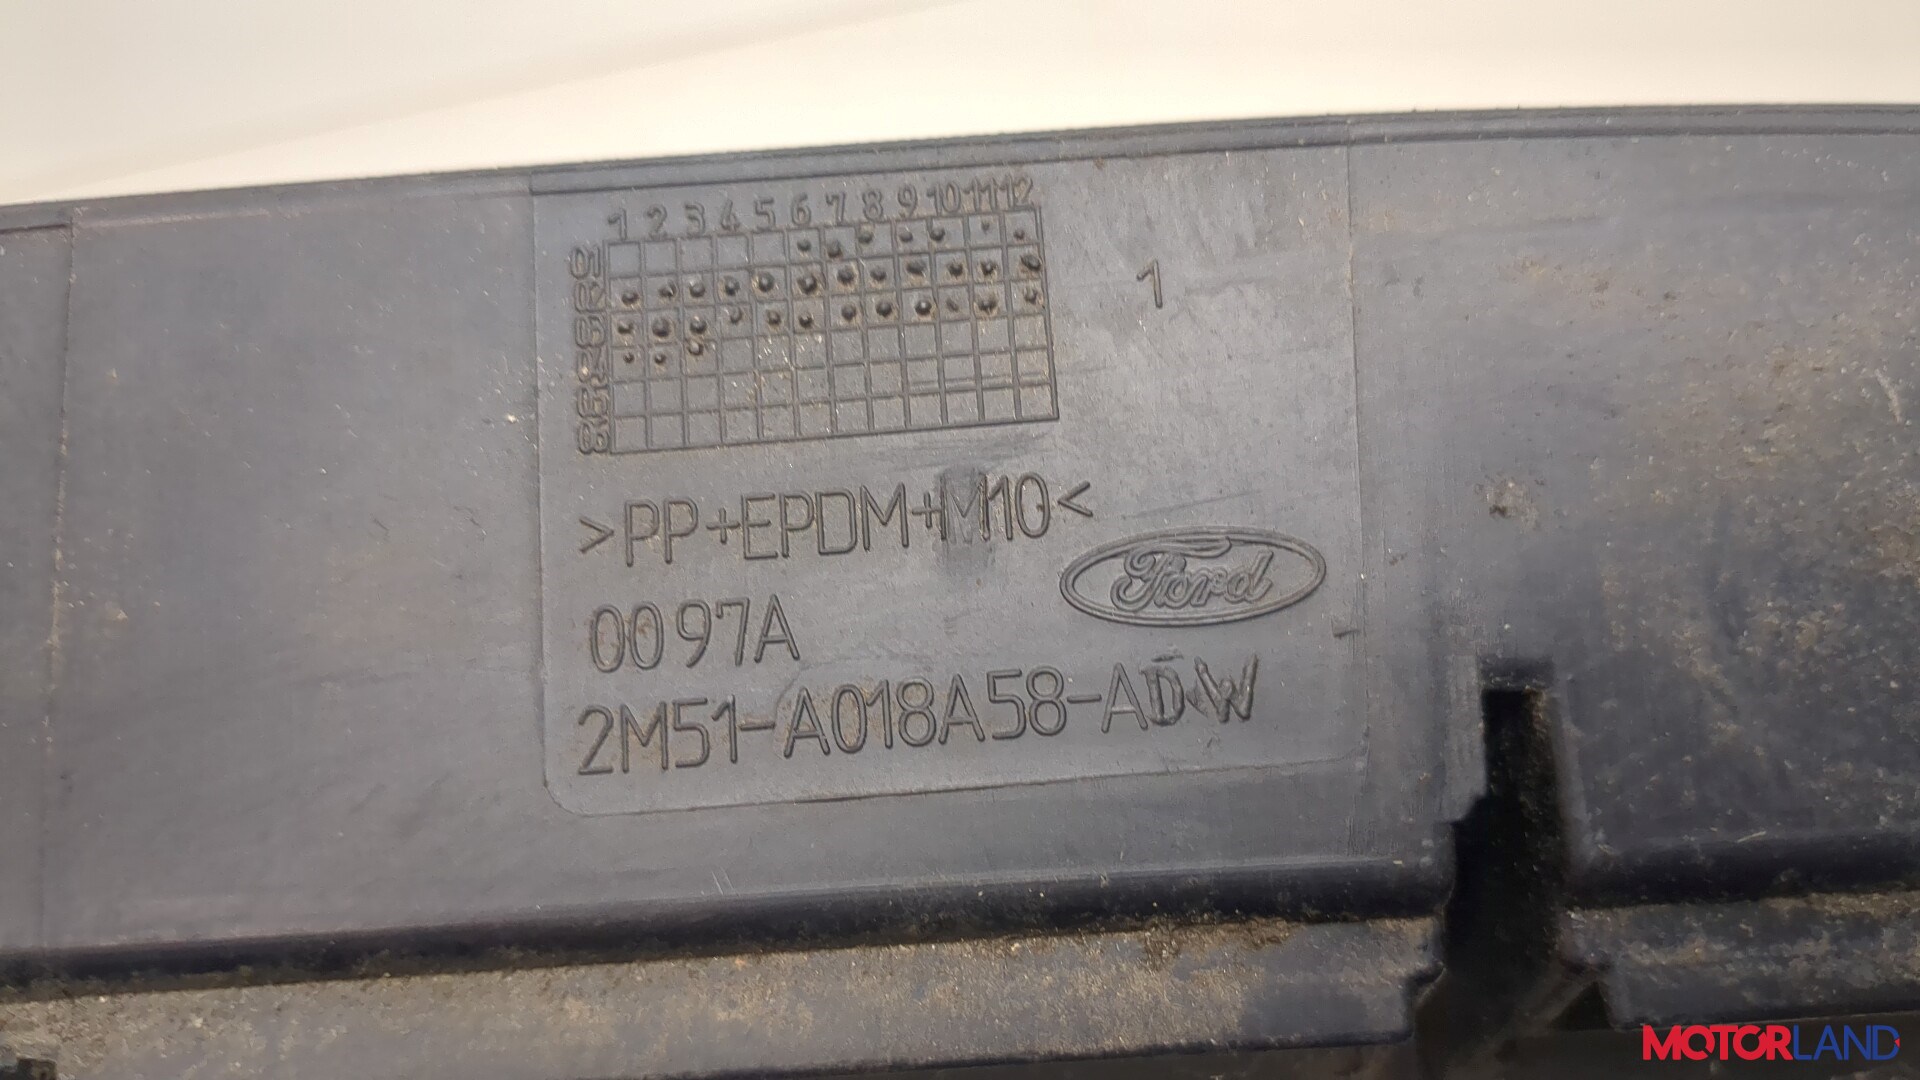 1 2 3 4 5 6 7 8 9 10 11 12
1
>PP+EPDM+M10<
0097A
Ford
2M51-A018A58-ADW
MOTORLAND